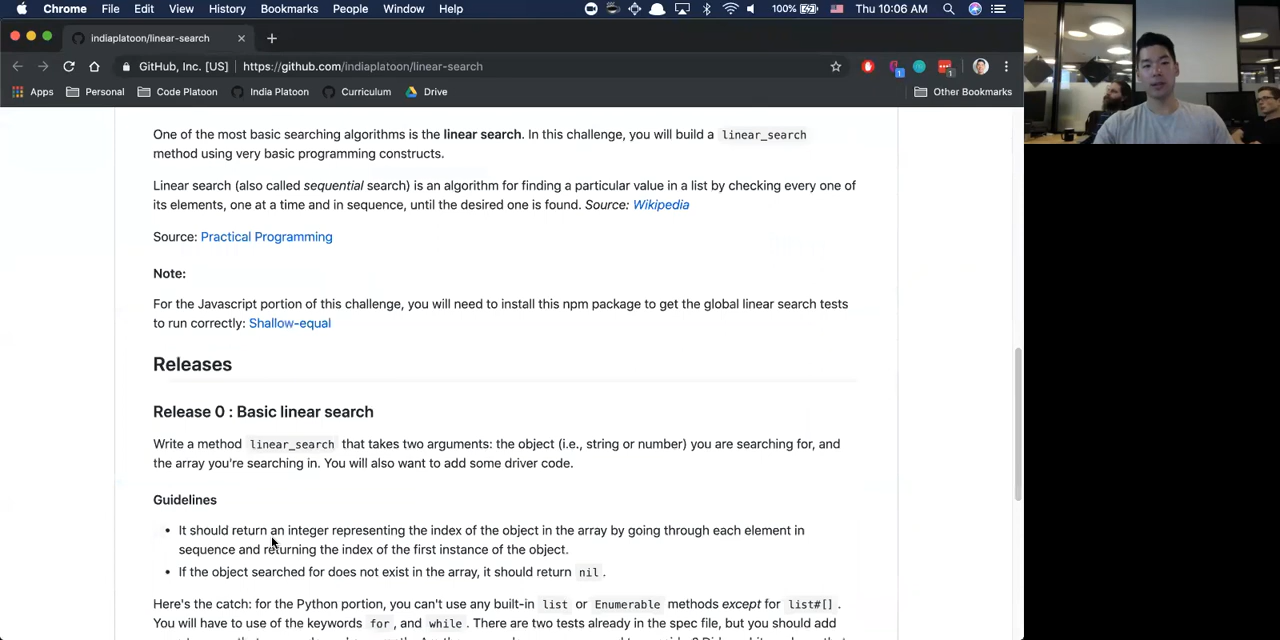 Chrome File Edit View History Bookmarks People Window Help 100% Thu 10:06 AM
indiaplatoon/linear-search
GitHub, Inc. [US] https://github.com/indiaplatoon/linear-search
Apps Personal Code Platoon India Platoon Curriculum Drive Other Bookmarks
One of the most basic searching algorithms is the linear search. In this challenge, you will build a linear_search
method using very basic programming constructs.
Linear search (also called sequential search) is an algorithm for finding a particular value in a list by checking every one of
its elements, one at a time and in sequence, until the desired one is found. Source: Wikipedia
Source: Practical Programming
Note:
For the Javascript portion of this challenge, you will need to install this npm package to get the global linear search tests
to run correctly: Shallow-equal
Releases
Release 0 : Basic linear search
Write a method linear_search that takes two arguments: the object (i.e., string or number) you are searching for, and
the array you're searching in. You will also want to add some driver code.
Guidelines
• It should return an integer representing the index of the object in the array by going through each element in
sequence and returning the index of the first instance of the object.
• If the object searched for does not exist in the array, it should return nil.
Here's the catch: for the Python portion, you can't use any built-in list or Enumerable methods except for list#[].
You will have to use of the keywords for, and while. There are two tests already in the spec file, but you should add